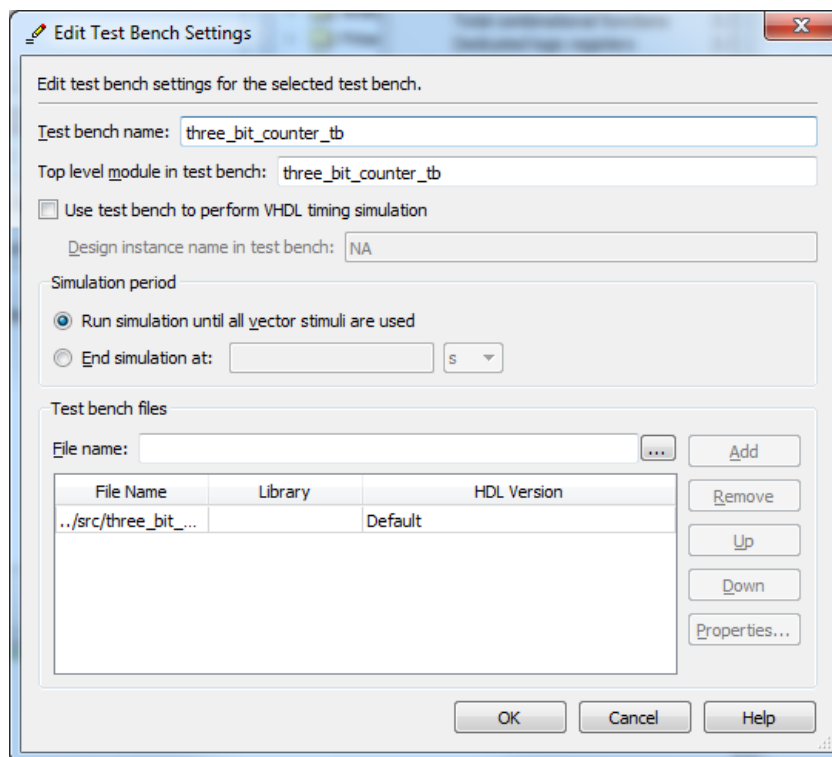 Edit Test Bench Settings
Edit test bench settings for the selected test bench.
Test bench name: three_bit_counter_tb
Top level module in test bench: three_bit_counter_tb
Use test bench to perform VHDL timing simulation
Design instance name in test bench: NA
Simulation period
Run simulation until all vector stimuli are used
End simulation at: s
Test bench files
File name: ... Add
File Name Library HDL Version
Remove
../src/three_bit_... Default
Up
Down
Properties...
OK Cancel Help